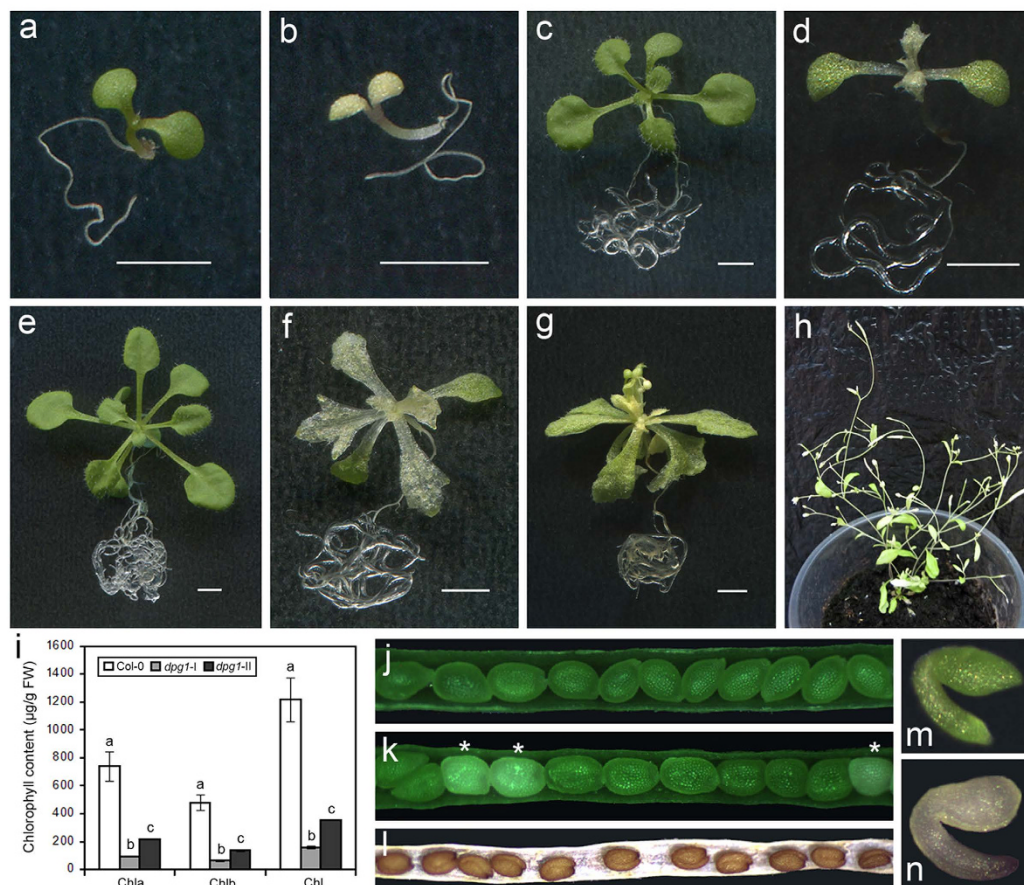 a
b
c
d
e
f
g
h
i
1600
1400
1200
1000
800
600
400
200
0
Chlorophyll content (µg/g FW)
Col-0 dpg1-I dpg1-II
a
b
c
a
b
c
a
b
c
Chla Chlb Chl
j
k
* * *
l
m
n